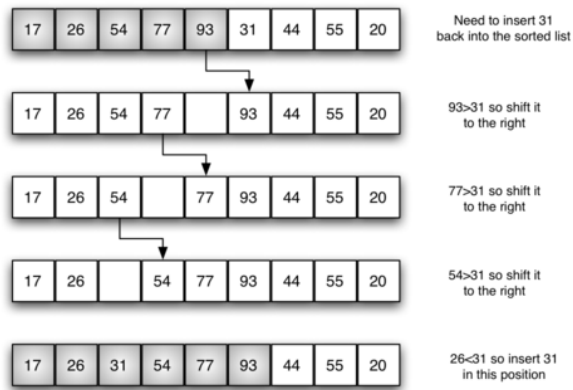 17 26 54 77 93 31 44 55 20
Need to insert 31
back into the sorted list
17 26 54 77 93 44 55 20
93>31 so shift it
to the right
17 26 54 77 93 44 55 20
77>31 so shift it
to the right
17 26 54 77 93 44 55 20
54>31 so shift it
to the right
17 26 31 54 77 93 44 55 20
26<31 so insert 31
in this position